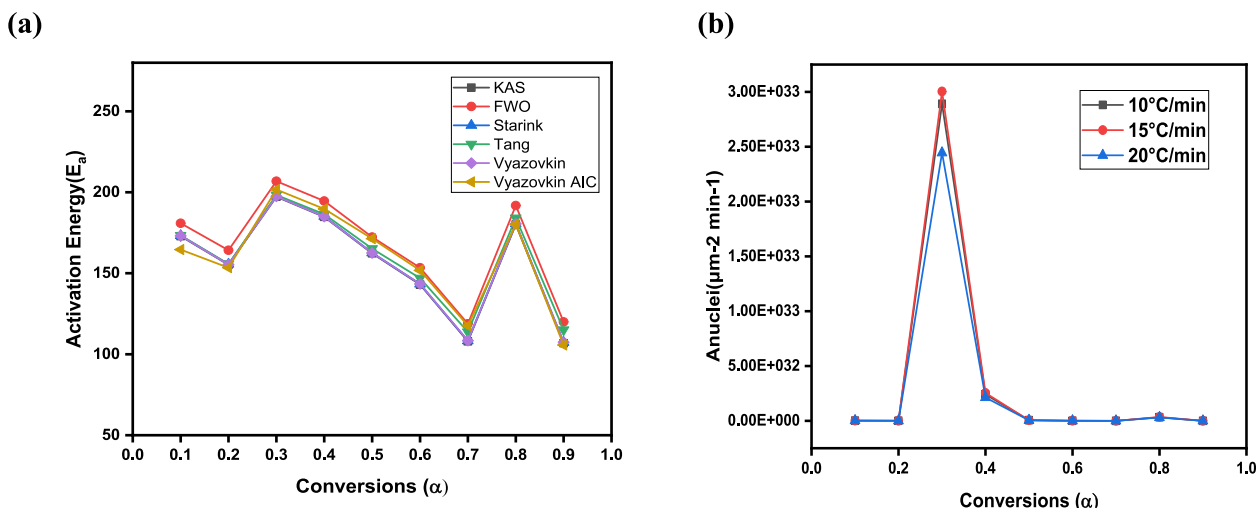 (a)
250
200
150
100
50
Activation Energy(Ea)
KAS
FWO
Starink
Tang
Vyazovkin
Vyazovkin AIC
0.1 0.2 0.3 0.4 0.5 0.6 0.7 0.8 0.9 1.0
Conversions (α)
(b)
3.00E+033
2.50E+033
2.00E+033
1.50E+033
1.00E+033
5.00E+032
0.00E+000
Anuclei(µm-2 min-1)
10°C/min
15°C/min
20°C/min
0.0 0.2 0.4 0.6 0.8 1.0
Conversions (α)